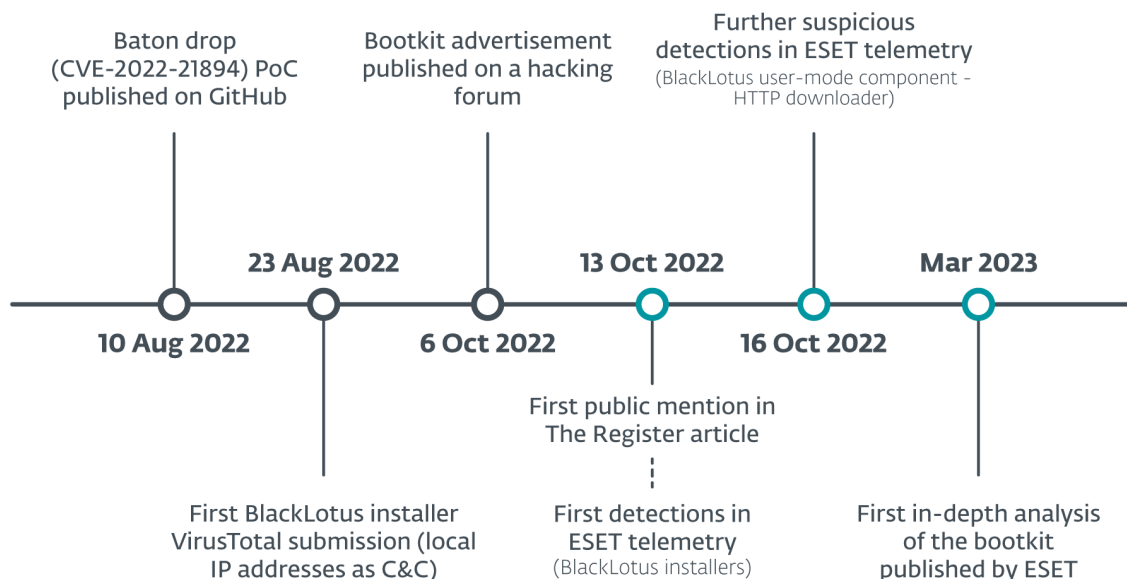 Baton drop
(CVE-2022-21894) PoC
published on GitHub
Bootkit advertisement
published on a hacking
forum
Further suspicious
detections in ESET telemetry
(BlackLotus user-mode component -
HTTP downloader)
23 Aug 2022
13 Oct 2022
Mar 2023
10 Aug 2022
6 Oct 2022
16 Oct 2022
First public mention in
The Register article
First BlackLotus installer
VirusTotal submission (local
IP addresses as C&C)
First detections in
ESET telemetry
(BlackLotus installers)
First in-depth analysis
of the bootkit
published by ESET